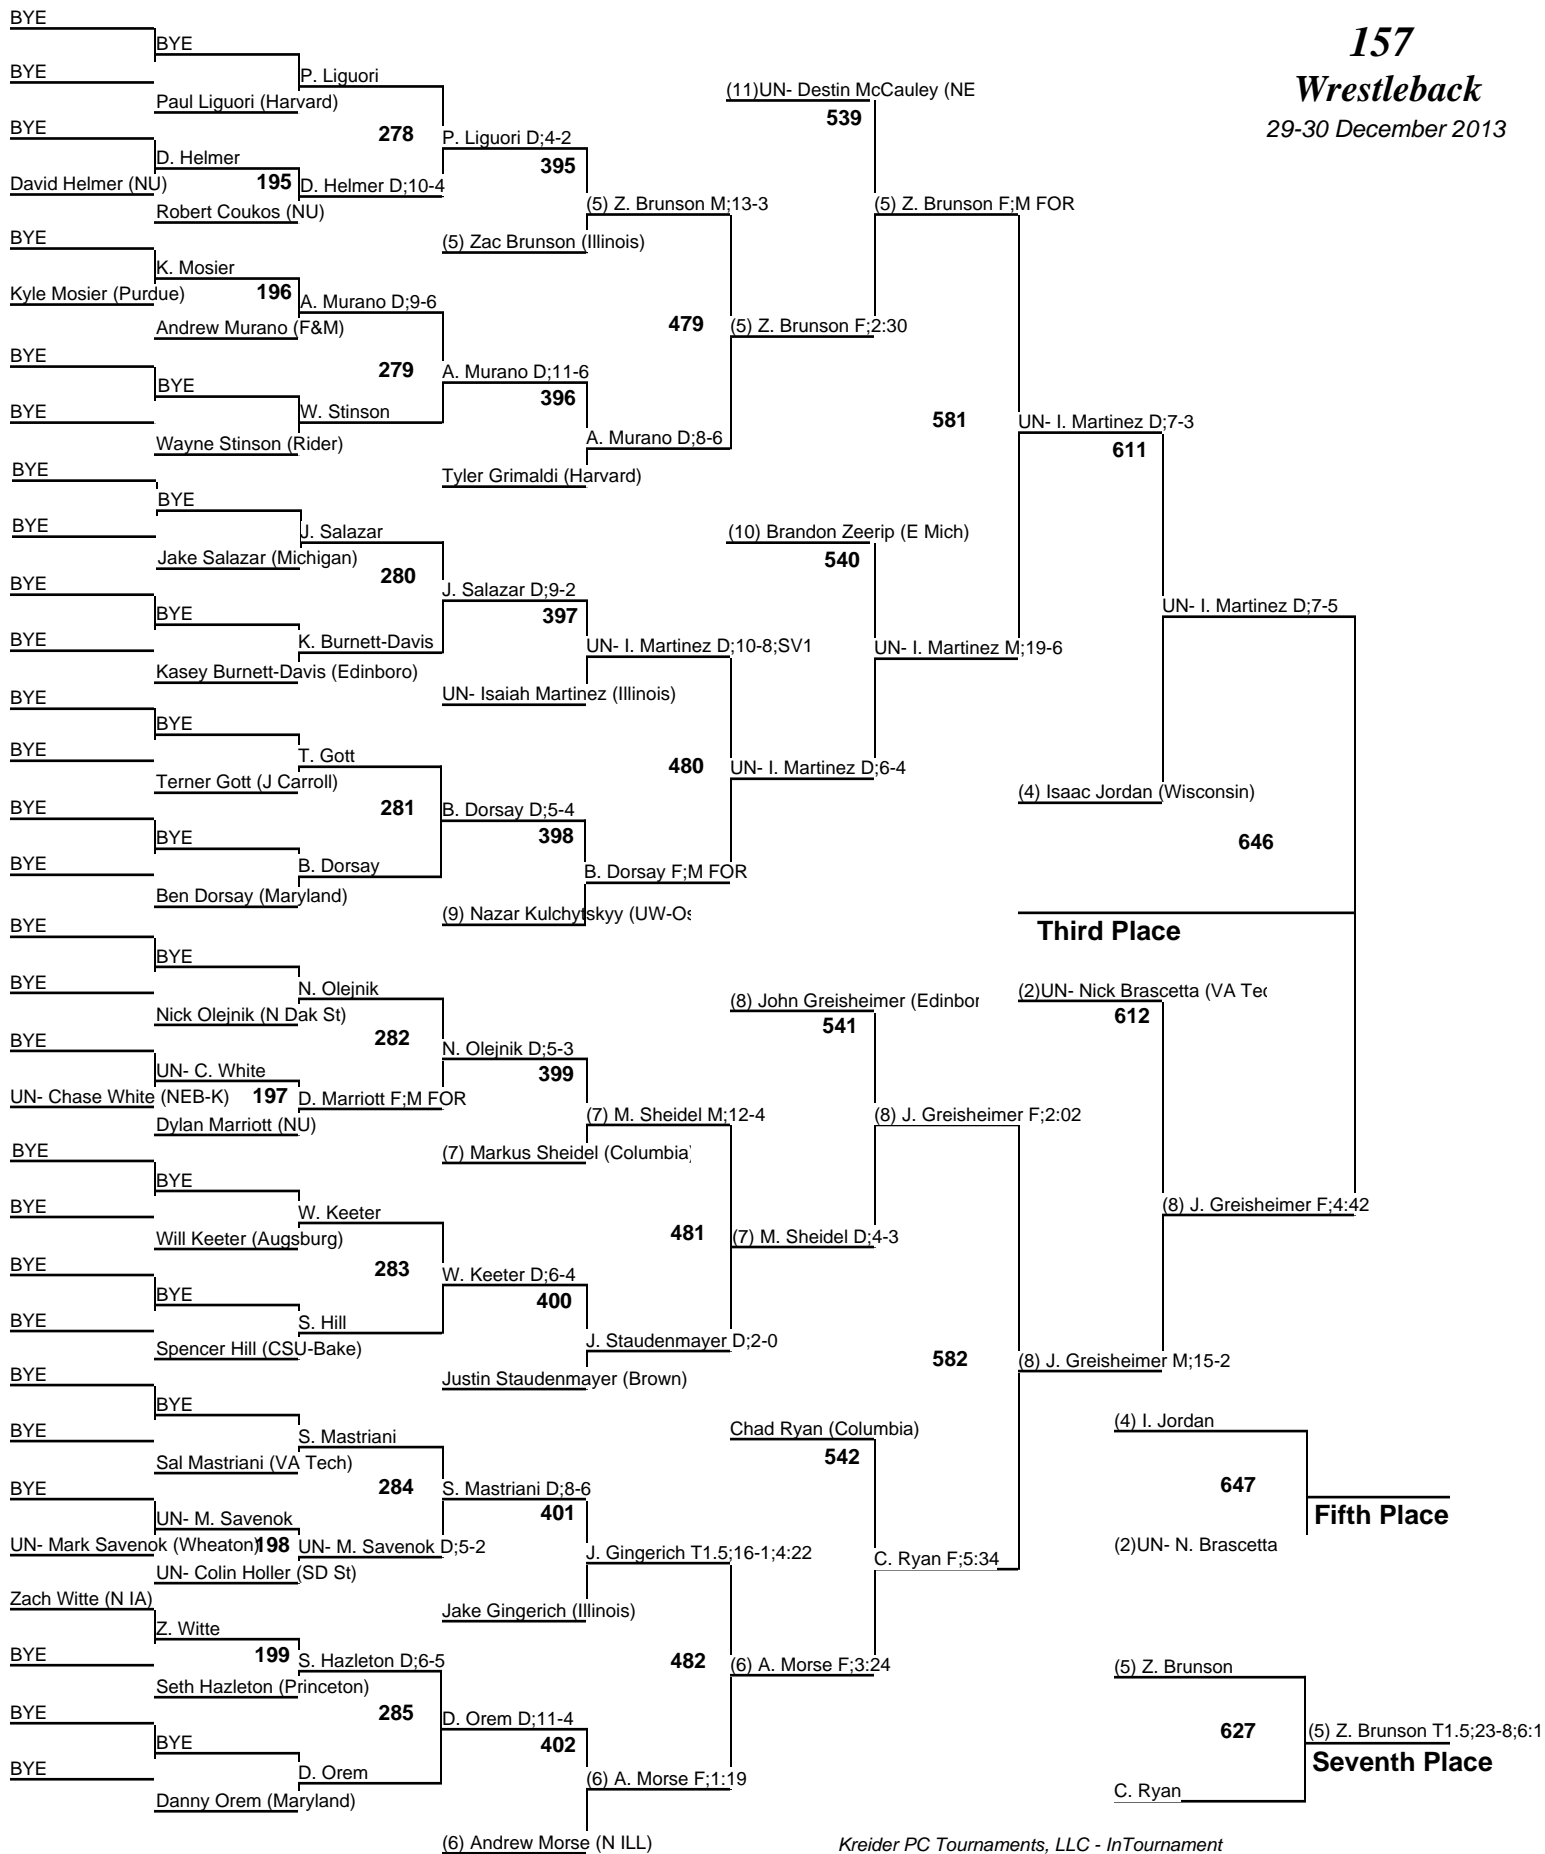 157
Wrestleback
29-30 December 2013
BYE
BYE
BYE
P. Liguori
Paul Liguori (Harvard)
278
BYE
D. Helmer
P. Liguori D;4-2
David Helmer (NU)
195
D. Helmer D;10-4
Robert Coukos (NU)
395
(5) Z. Brunson M;13-3
(5) Zac Brunson (Illinois)
BYE
K. Mosier
Kyle Mosier (Purdue)
196
A. Murano D;9-6
Andrew Murano (F&M)
479
(5) Z. Brunson F;2:30
BYE
BYE
279
A. Murano D;11-6
BYE
W. Stinson
396
Wayne Stinson (Rider)
A. Murano D;8-6
Tyler Grimaldi (Harvard)
(11)UN- Destin McCauley (NE
539
(5) Z. Brunson F;M FOR
581
UN- I. Martinez D;7-3
611
BYE
BYE
BYE
J. Salazar
Jake Salazar (Michigan)
280
BYE
J. Salazar D;9-2
BYE
397
BYE
K. Burnett-Davis
UN- I. Martinez D;10-8;SV1
Kasey Burnett-Davis (Edinboro)
UN- Isaiah Martinez (Illinois)
(10) Brandon Zeerip (E Mich)
540
UN- I. Martinez M;19-6
UN- I. Martinez D;7-5
BYE
BYE
BYE
T. Gott
480
UN- I. Martinez D;6-4
Terner Gott (J Carroll)
281
BYE
B. Dorsay D;5-4
BYE
398
BYE
B. Dorsay
B. Dorsay F;M FOR
Ben Dorsay (Maryland)
(9) Nazar Kulchytskyy (UW-Os
(4) Isaac Jordan (Wisconsin)
646
Third Place
BYE
BYE
BYE
N. Olejnik
Nick Olejnik (N Dak St)
282
BYE
N. Olejnik D;5-3
UN- C. White
399
UN- Chase White (NEB-K)
197
D. Marriott F;M FOR
Dylan Marriott (NU)
(7) M. Sheidel M;12-4
(7) Markus Sheidel (Columbia)
(8) John Greisheimer (Edinbor
541
(8) J. Greisheimer F;2:02
(2)UN- Nick Brascetta (VA Tec
612
(8) J. Greisheimer F;4:42
BYE
BYE
BYE
W. Keeter
Will Keeter (Augsburg)
481
(7) M. Sheidel D;4-3
BYE
283
W. Keeter D;6-4
BYE
400
BYE
S. Hill
J. Staudenmayer D;2-0
Spencer Hill (CSU-Bake)
Justin Staudenmayer (Brown)
582
(8) J. Greisheimer M;15-2
BYE
BYE
BYE
S. Mastriani
Sal Mastriani (VA Tech)
Chad Ryan (Columbia)
542
BYE
284
S. Mastriani D;8-6
UN- M. Savenok
401
UN- Mark Savenok (Wheaton)
198
UN- M. Savenok D;5-2
J. Gingerich T1.5;16-1;4:22
C. Ryan F;5:34
UN- Colin Holler (SD St)
Jake Gingerich (Illinois)
(4) I. Jordan
647
Fifth Place
(2)UN- N. Brascetta
Zach Witte (N IA)
Z. Witte
BYE
199
S. Hazleton D;6-5
482
(6) A. Morse F;3:24
Seth Hazleton (Princeton)
BYE
285
D. Orem D;11-4
BYE
402
BYE
D. Orem
(6) A. Morse F;1:19
Danny Orem (Maryland)
(6) Andrew Morse (N ILL)
(5) Z. Brunson
627
(5) Z. Brunson T1.5;23-8;6:1
Seventh Place
C. Ryan
Kreider PC Tournaments, LLC - InTournament